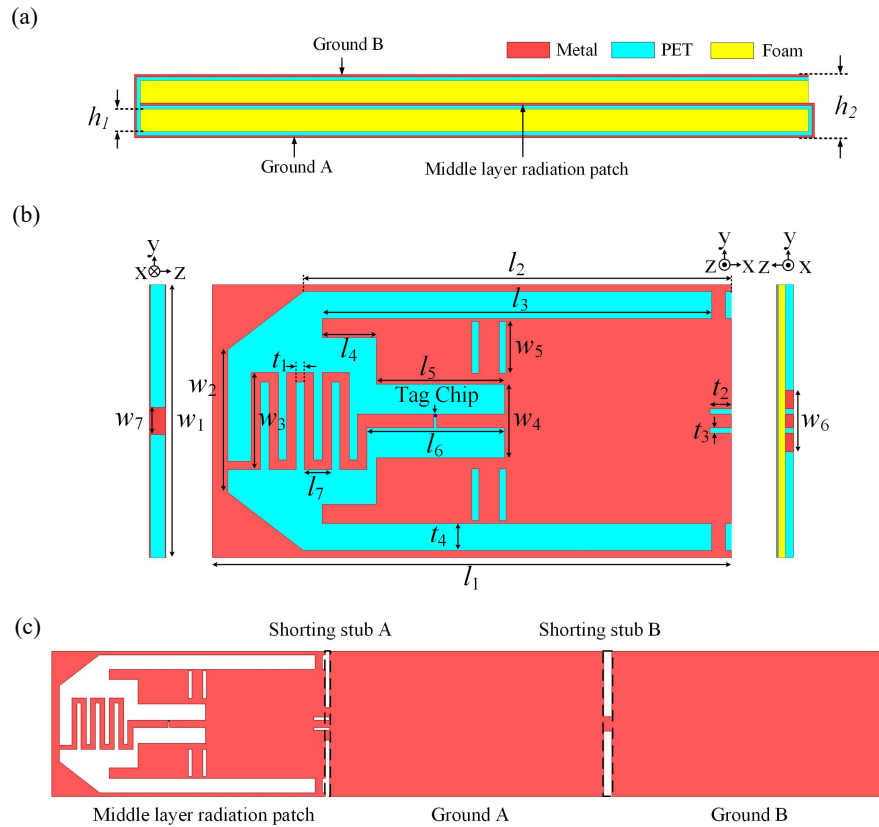 (a)
Ground B
Metal
PET
Foam
h1
h2
Ground A
Middle layer radiation patch
(b)
y
x z
y
z x
y
z x
l2
l3
l4
w5
t1
l5
w2
Tag Chip
t2
w7
w1
w3
w4
w6
l6
t3
l7
t4
l1
(c)
Shorting stub A
Shorting stub B
Middle layer radiation patch
Ground A
Ground B